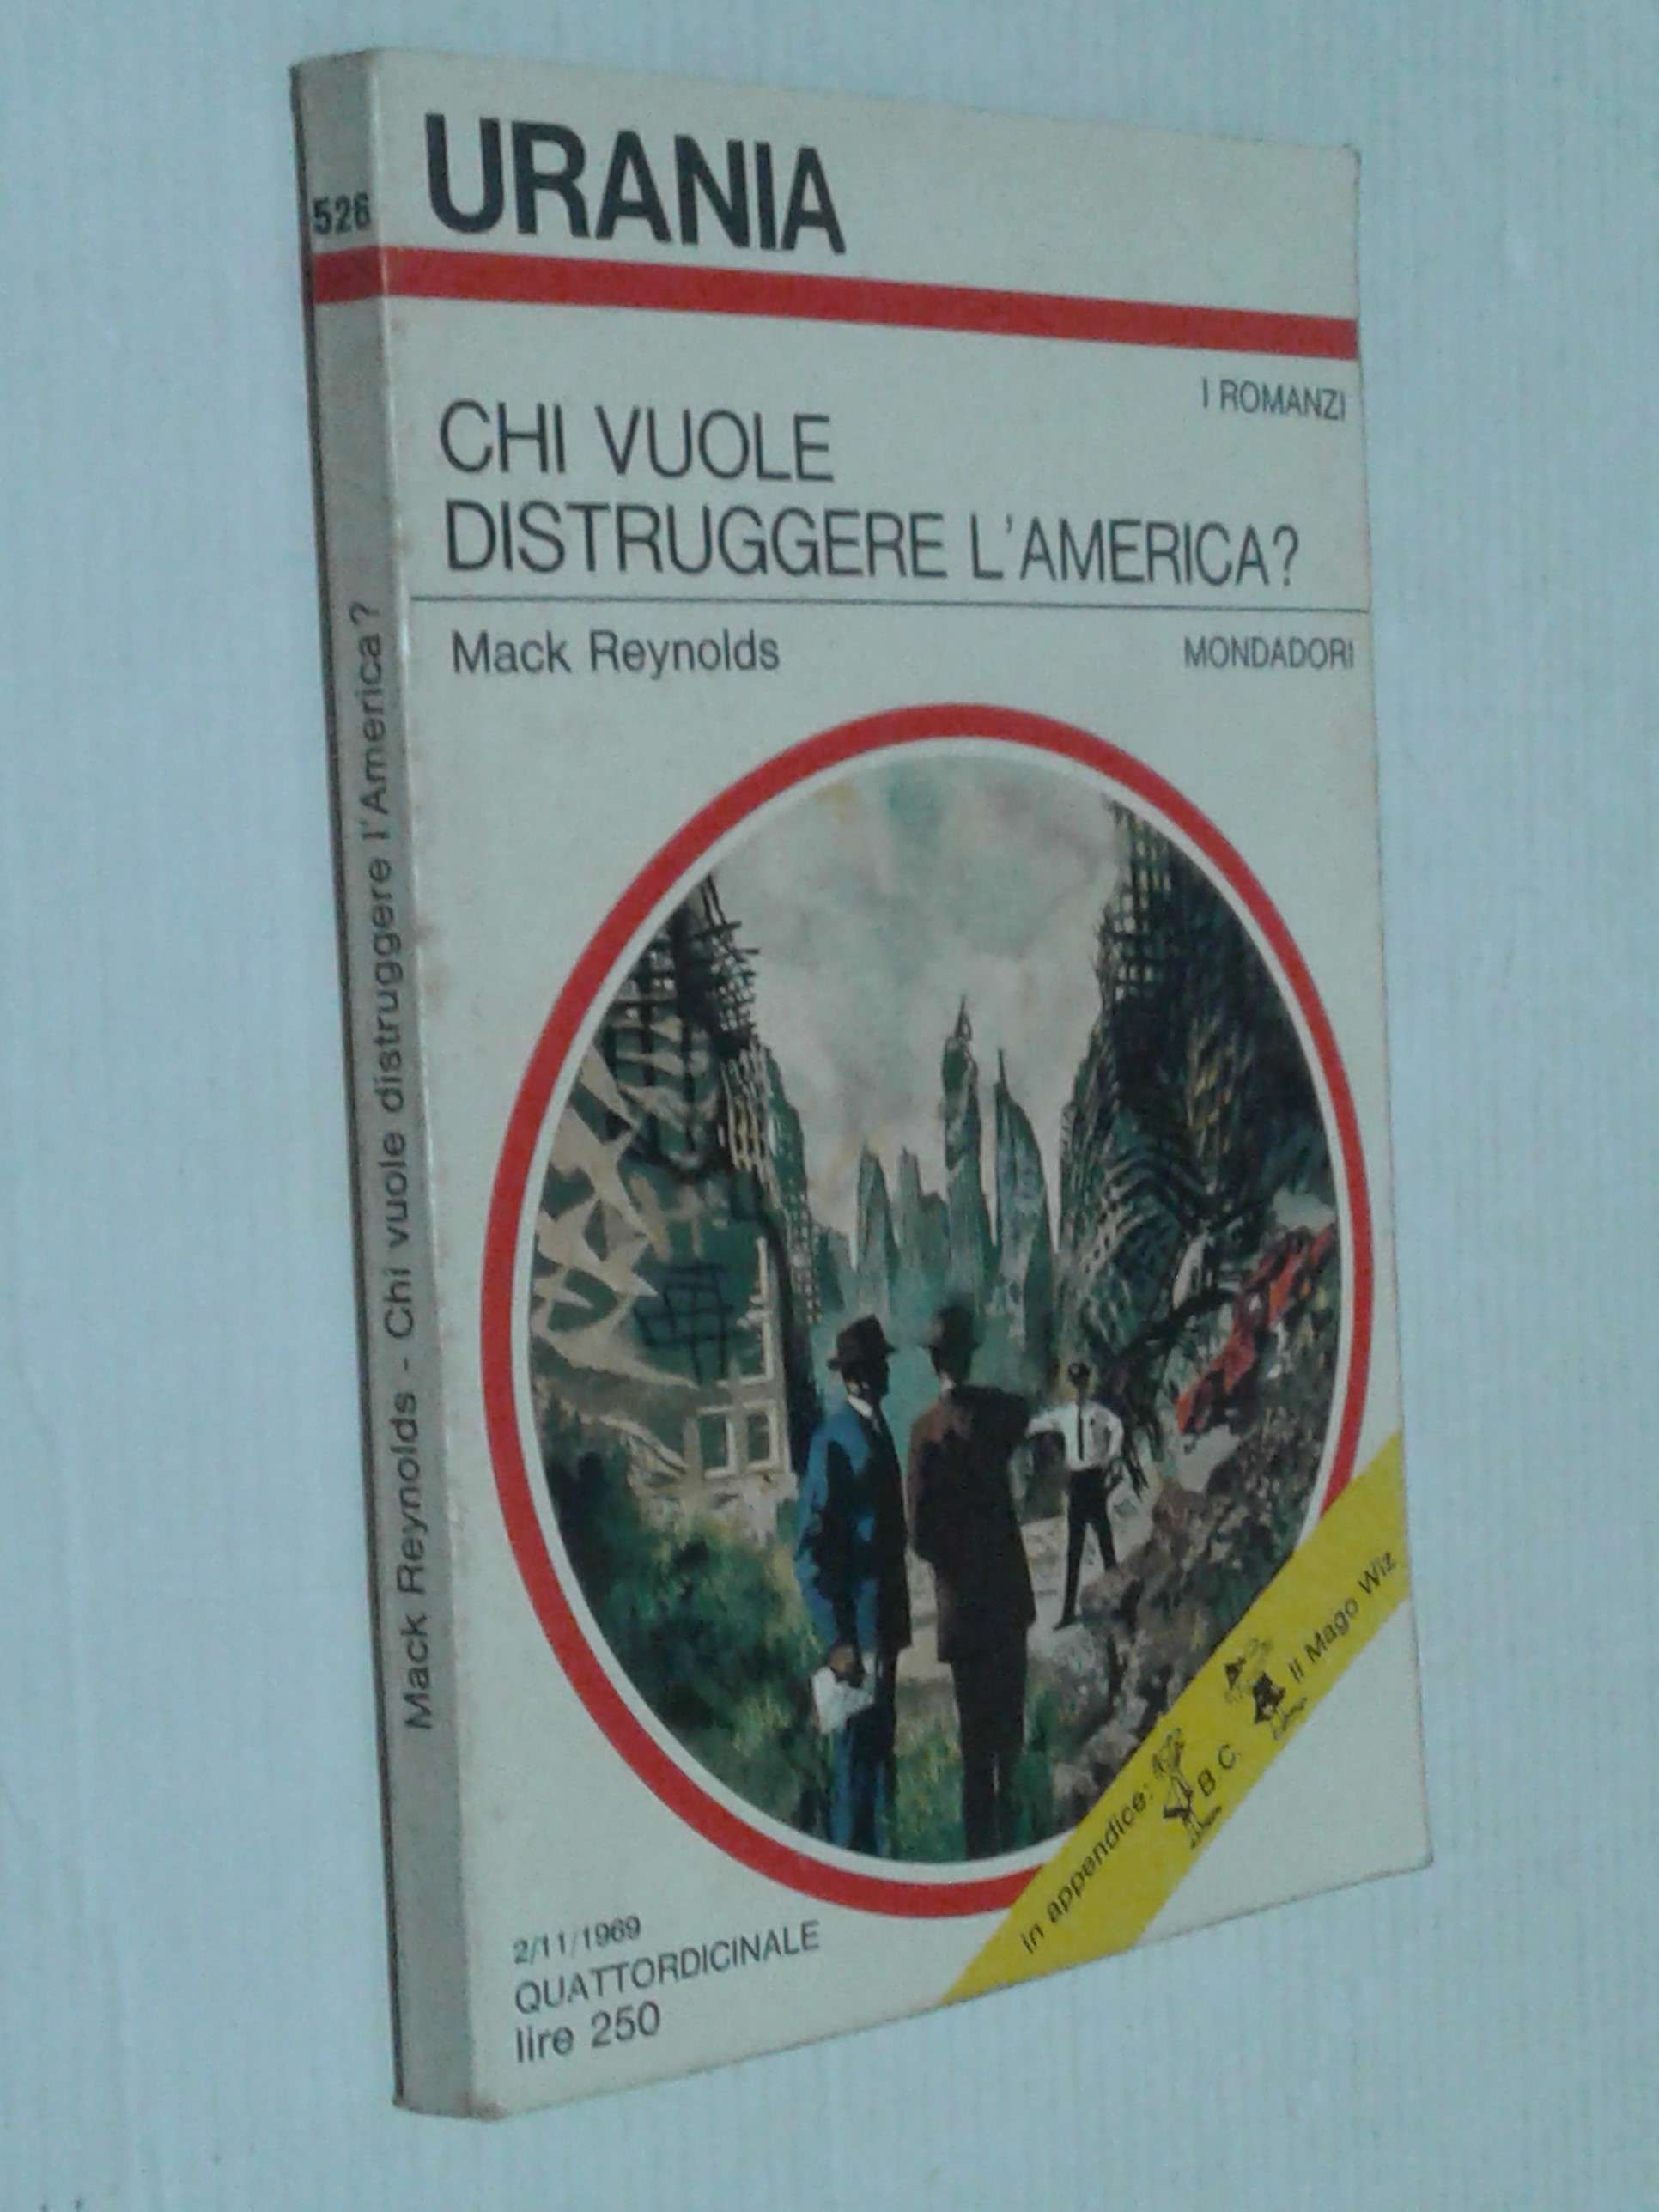 526
URANIA
I ROMANZI
CHI VUOLE
DISTRUGGERE L'AMERICA?
Mack Reynolds
MONDADORI
Mack Reynolds - Chi vuole distruggere l'America?
in appendice: B.C. Il Mago Wiz
2/11/1969
QUATTORDICINALE
lire 250